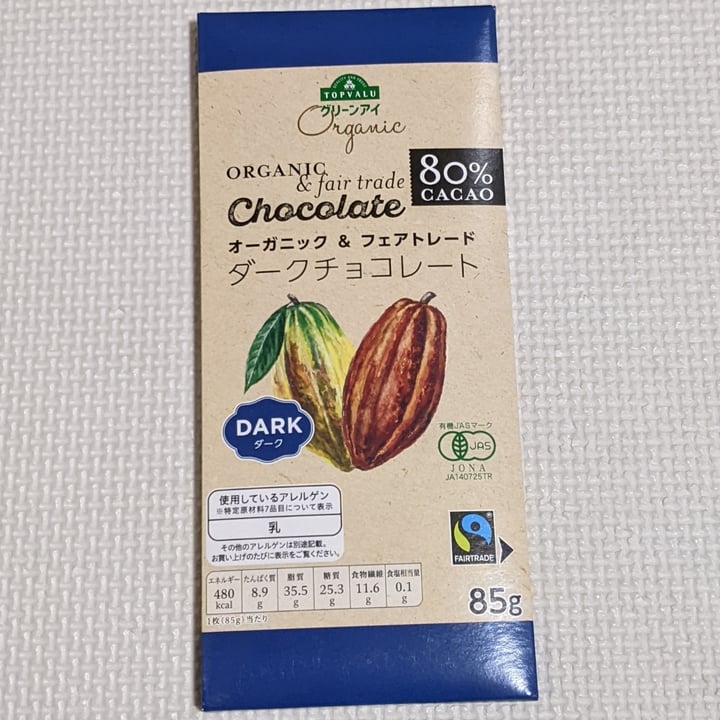 TOPVALU
グリーンアイ
Organic
ORGANIC
& fair trade
Chocolate
80%
CACAO
オーガニック & フェアトレード
ダークチョコレート
DARK
ダーク
有機JASマーク
JAS
JONA
JA140725TR
使用しているアレルゲン
※特定原材料7品目について表示
乳
その他のアレルゲンは別途記載。
お買い上げのたびに表示をご覧ください。
FAIRTRADE
エネルギー たんぱく質 脂質 糖質 食物繊維 食塩相当量
480 8.9 35.5 25.3 11.6 0.1
kcal g g g g g
1枚(85g)当たり
85g